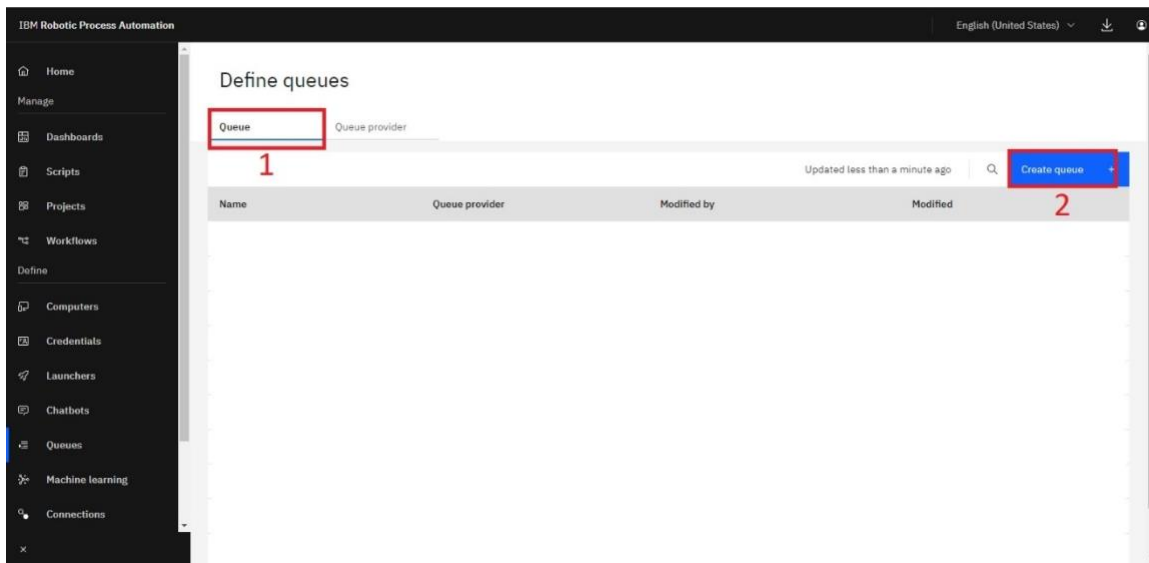 IBM Robotic Process Automation
English (United States)
Home
Manage
Dashboards
Scripts
Projects
Workflows
Define
Computers
Credentials
Launchers
Chatbots
Queues
Machine learning
Connections
Define queues
Queue Queue provider
1
Updated less than a minute ago Create queue +
2
Name Queue provider Modified by Modified